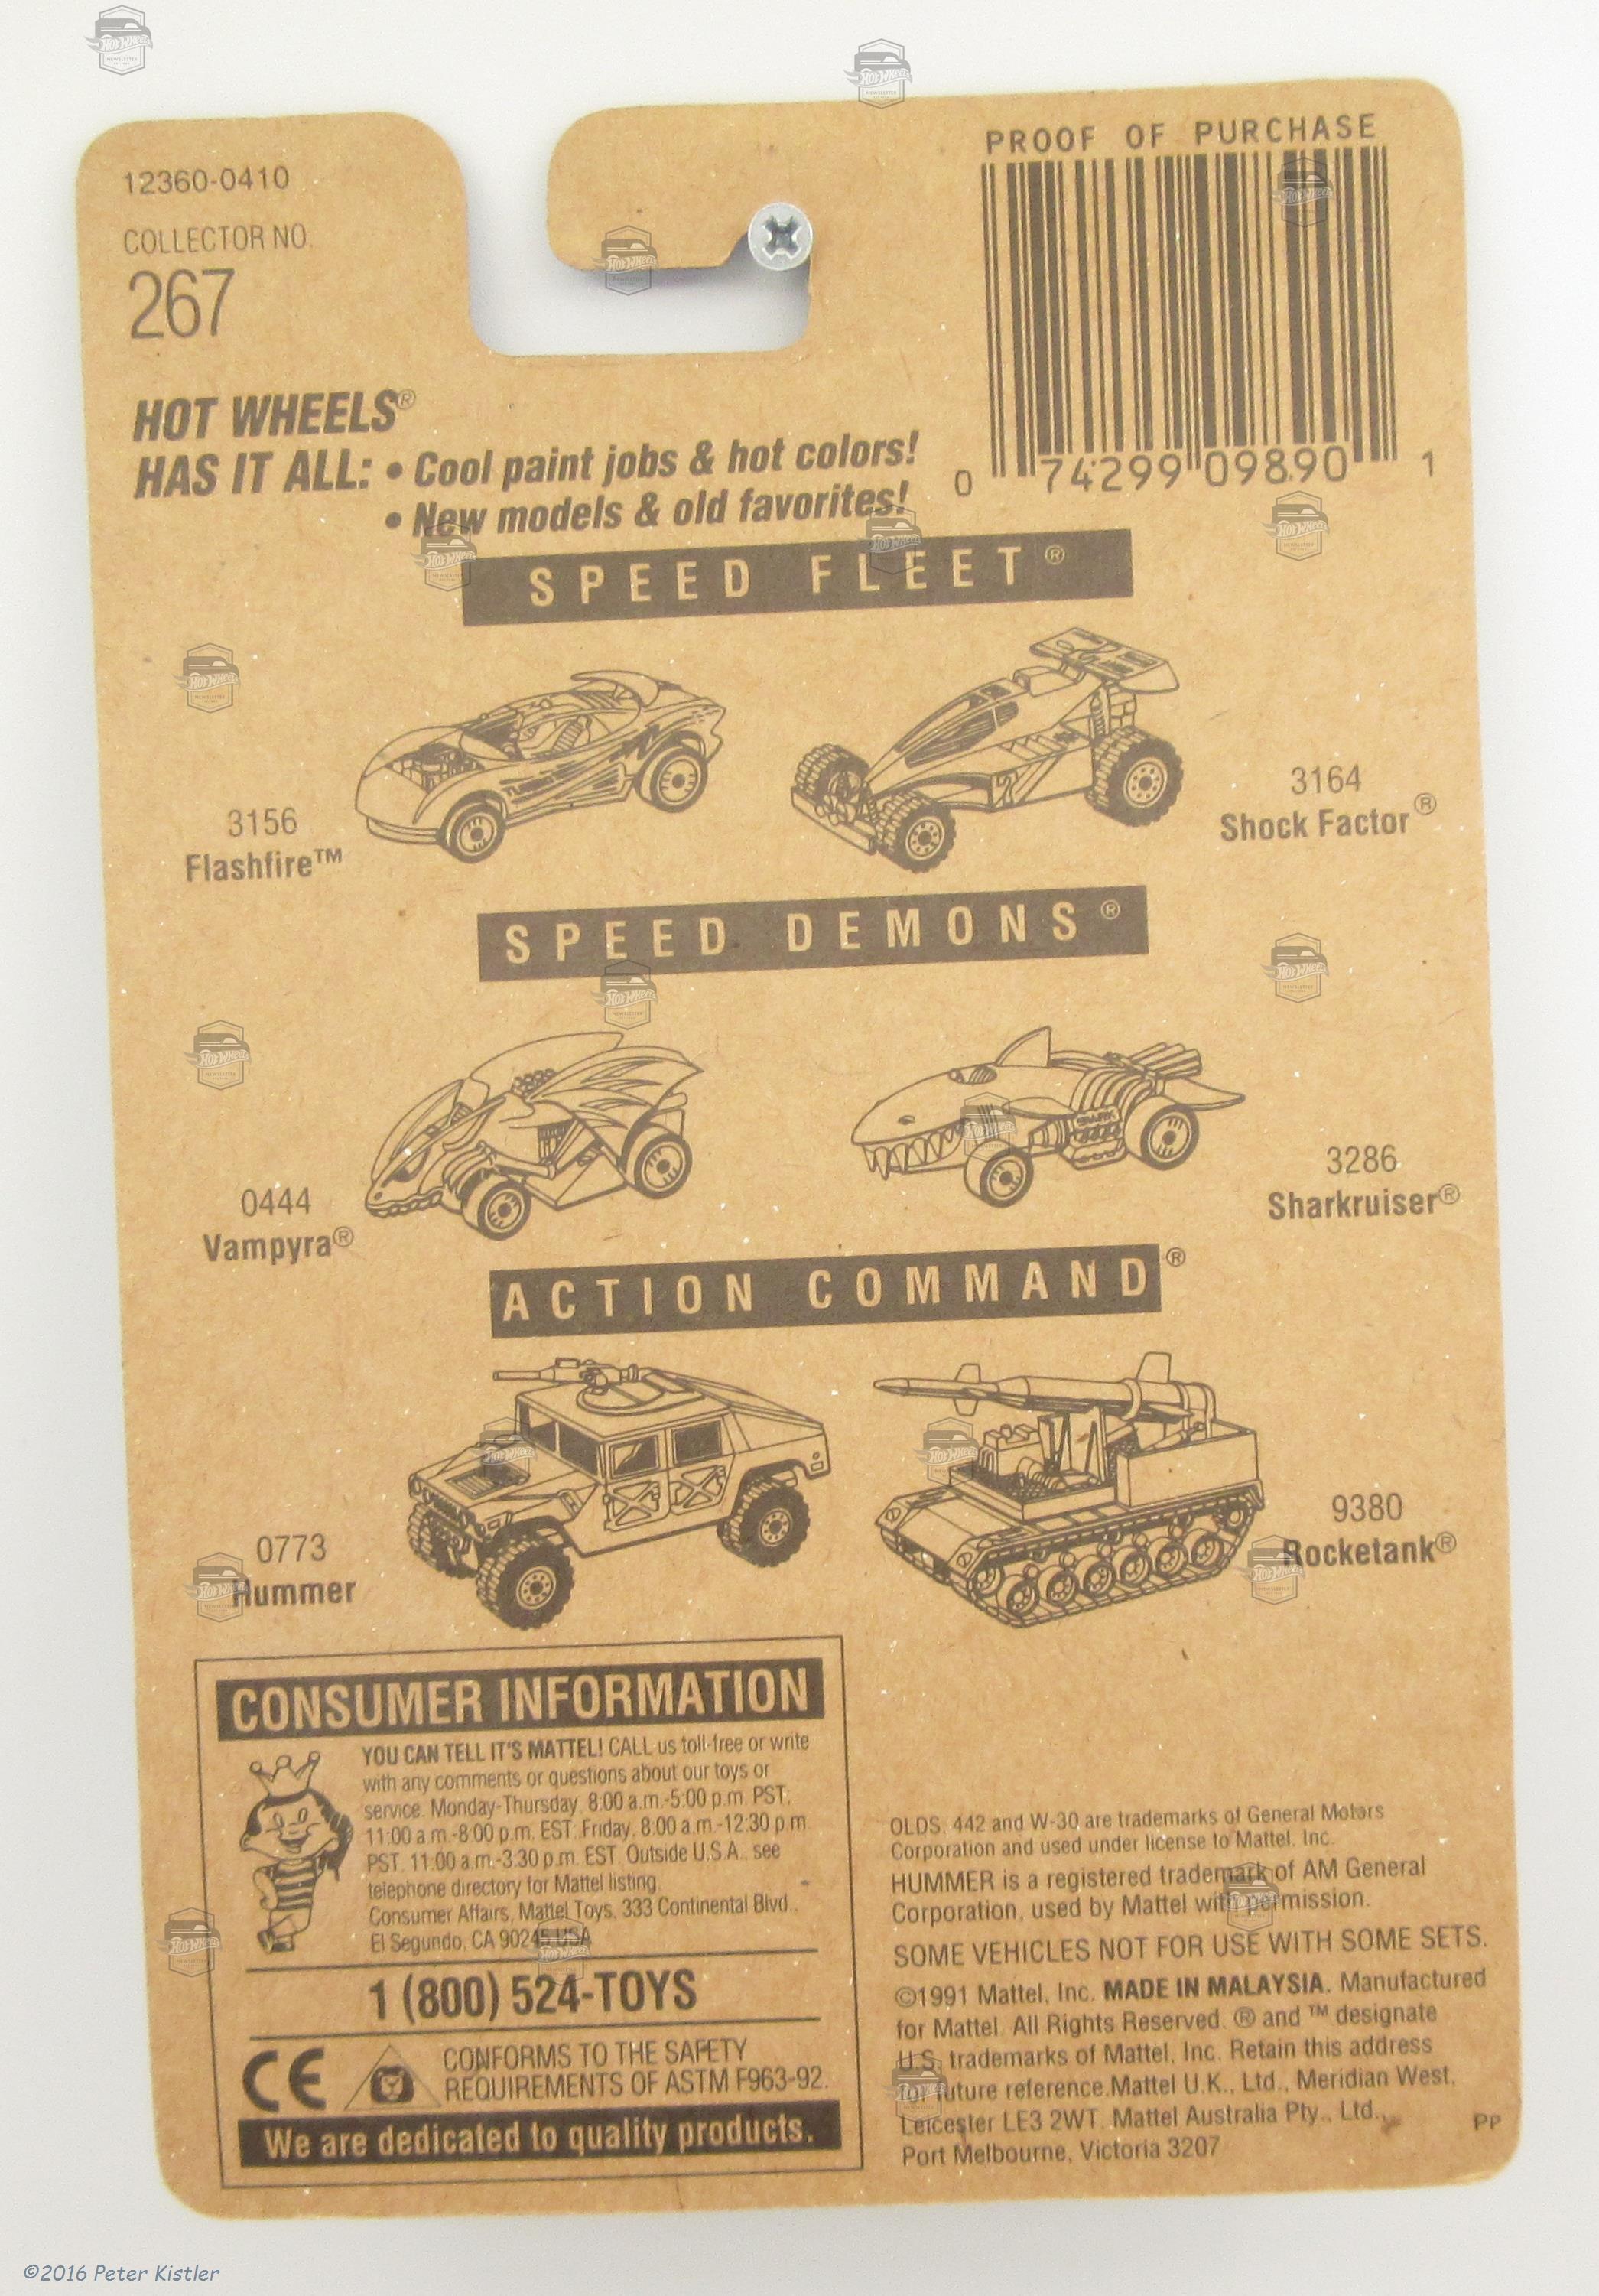 12360-0410
COLLECTOR NO.
267
PROOF OF PURCHASE
0 74299 09890 1
HOT WHEELS®
HAS IT ALL: • Cool paint jobs & hot colors!
• New models & old favorites!
SPEED FLEET®
3156
Flashfire™
3164
Shock Factor®
SPEED DEMONS®
0444
Vampyra®
3286
Sharkruiser®
ACTION COMMAND®
0773
Hummer
9380
Rocketank®
CONSUMER INFORMATION
YOU CAN TELL IT'S MATTEL! CALL us toll-free or write
with any comments or questions about our toys or
service. Monday-Thursday, 8:00 a.m.-5:00 p.m. PST;
11:00 a.m.-8:00 p.m. EST; Friday, 8:00 a.m.-12:30 p.m.
PST, 11:00 a.m.-3:30 p.m. EST. Outside U.S.A., see
telephone directory for Mattel listing.
Consumer Affairs, Mattel Toys, 333 Continental Blvd.,
El Segundo, CA 90245 USA
1 (800) 524-TOYS
CE
CONFORMS TO THE SAFETY
REQUIREMENTS OF ASTM F963-92.
We are dedicated to quality products.
OLDS, 442 and W-30 are trademarks of General Motors
Corporation and used under license to Mattel, Inc.
HUMMER is a registered trademark of AM General
Corporation, used by Mattel with permission.
SOME VEHICLES NOT FOR USE WITH SOME SETS.
©1991 Mattel, Inc. MADE IN MALAYSIA. Manufactured
for Mattel. All Rights Reserved. ® and ™ designate
U.S. trademarks of Mattel, Inc. Retain this address
for future reference.Mattel U.K., Ltd., Meridian West,
Leicester LE3 2WT. Mattel Australia Pty., Ltd.,
Port Melbourne, Victoria 3207
PP
©2016 Peter Kistler